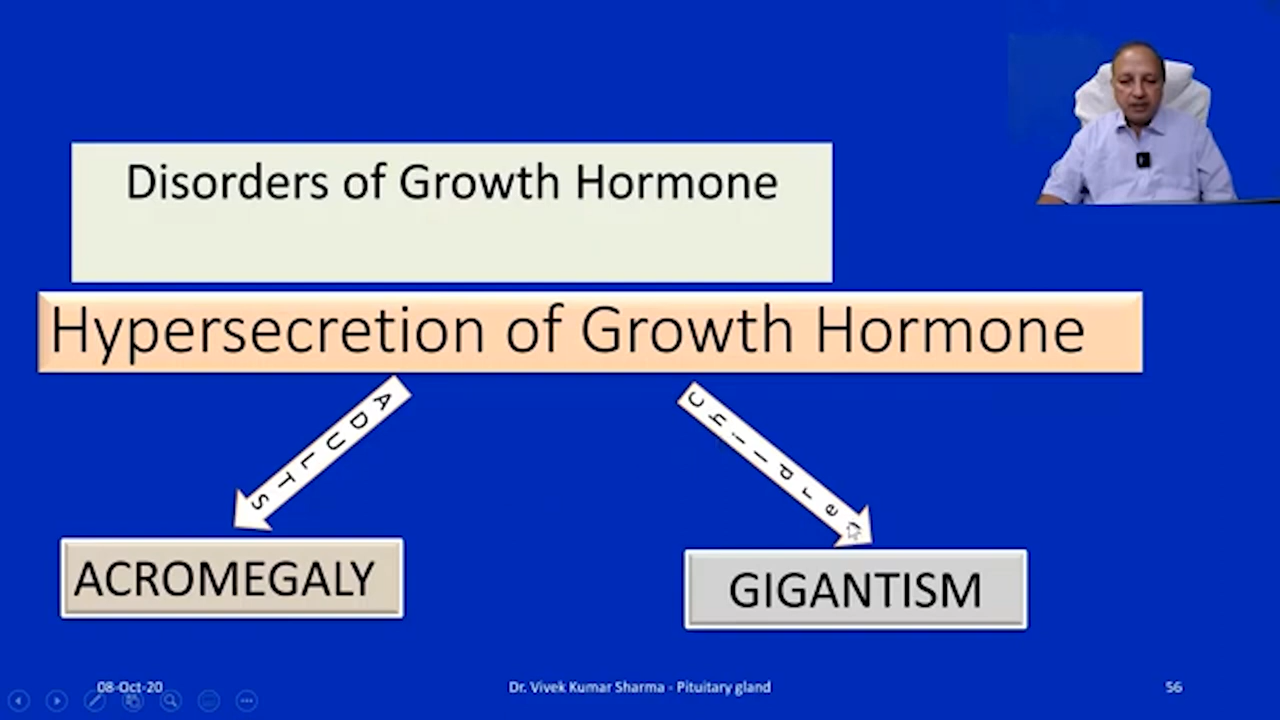 Disorders of Growth Hormone
Hypersecretion of Growth Hormone
ADULTS
Children
ACROMEGALY
GIGANTISM
08-Oct-20
Dr. Vivek Kumar Sharma - Pituitary gland
56